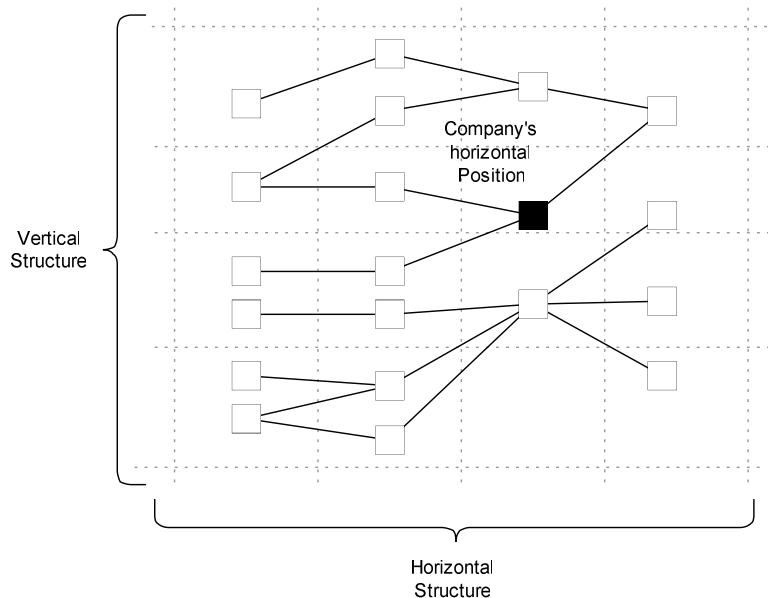 Company's
horizontal
Position
Vertical
Structure
Horizontal
Structure